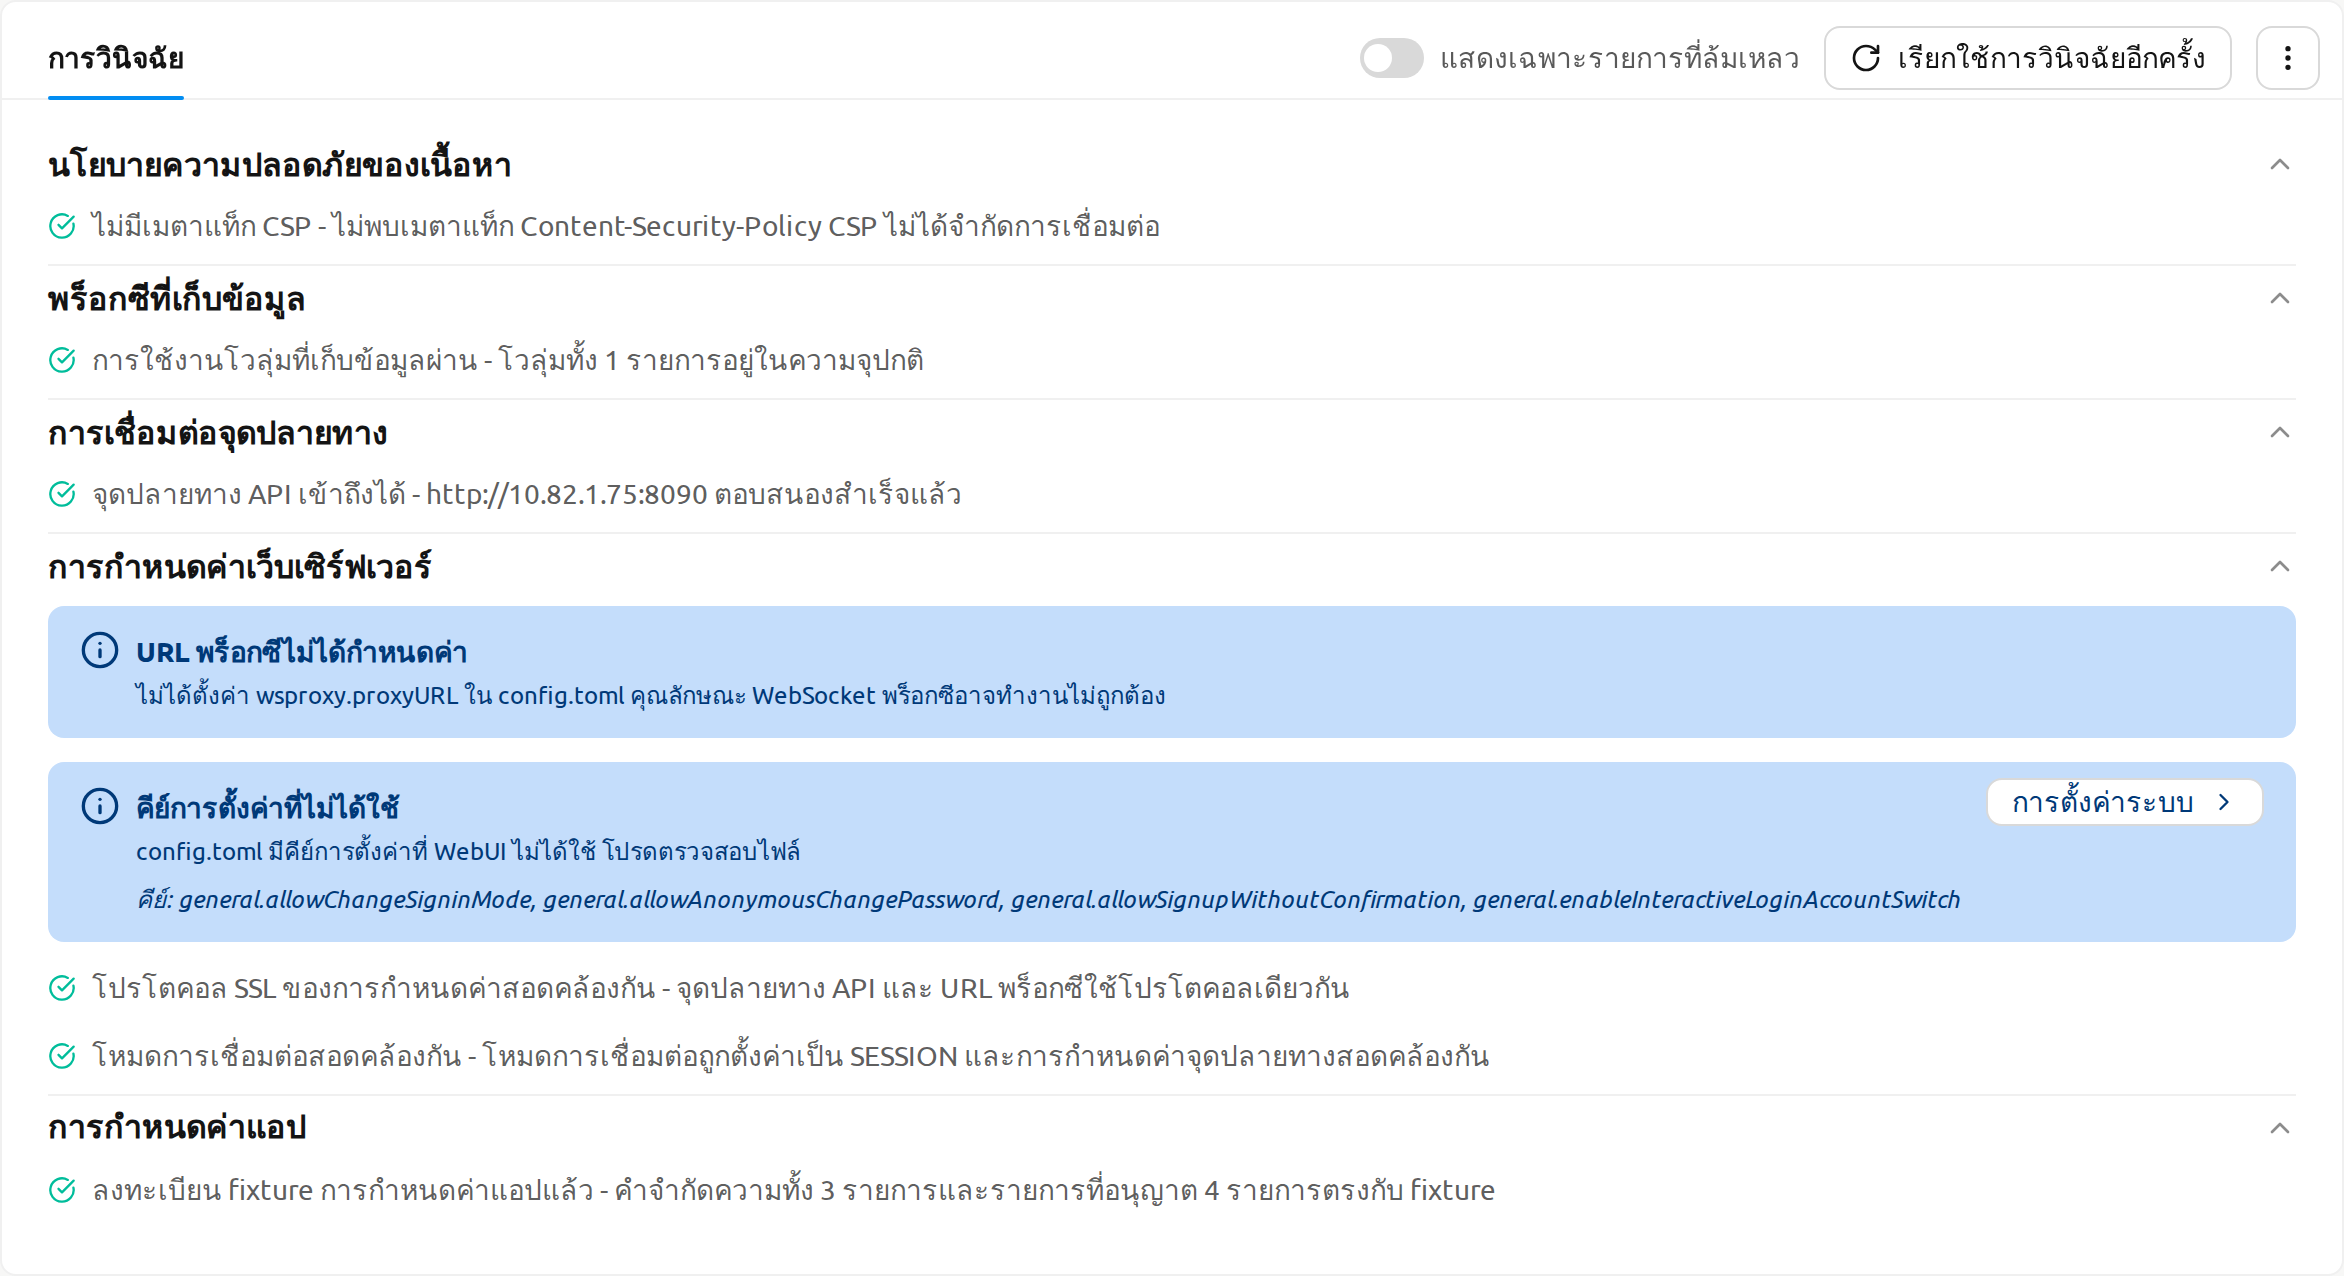 การวินิจฉัย
แสดงเฉพาะรายการที่ล้มเหลว
เรียกใช้การวินิจฉัยอีกครั้ง
นโยบายความปลอดภัยของเนื้อหา
ไม่มีเมตาแท็ก CSP - ไม่พบเมตาแท็ก Content-Security-Policy CSP ไม่ได้จำกัดการเชื่อมต่อ
พร็อกซีที่เก็บข้อมูล
การใช้งานโวลุ่มที่เก็บข้อมูลผ่าน - โวลุ่มทั้ง 1 รายการอยู่ในความจุปกติ
การเชื่อมต่อจุดปลายทาง
จุดปลายทาง API เข้าถึงได้ - http://10.82.1.75:8090 ตอบสนองสำเร็จแล้ว
การกำหนดค่าเว็บเซิร์ฟเวอร์
URL พร็อกซีไม่ได้กำหนดค่า
ไม่ได้ตั้งค่า wsproxy.proxyURL ใน config.toml คุณลักษณะ WebSocket พร็อกซีอาจทำงานไม่ถูกต้อง
คีย์การตั้งค่าที่ไม่ได้ใช้
การตั้งค่าระบบ
config.toml มีคีย์การตั้งค่าที่ WebUI ไม่ได้ใช้ โปรดตรวจสอบไฟล์
คีย์: general.allowChangeSigninMode, general.allowAnonymousChangePassword, general.allowSignupWithoutConfirmation, general.enableInteractiveLoginAccountSwitch
โปรโตคอล SSL ของการกำหนดค่าสอดคล้องกัน - จุดปลายทาง API และ URL พร็อกซีใช้โปรโตคอลเดียวกัน
โหมดการเชื่อมต่อสอดคล้องกัน - โหมดการเชื่อมต่อถูกตั้งค่าเป็น SESSION และการกำหนดค่าจุดปลายทางสอดคล้องกัน
การกำหนดค่าแอป
ลงทะเบียน fixture การกำหนดค่าแอปแล้ว - คำจำกัดความทั้ง 3 รายการและรายการที่อนุญาต 4 รายการตรงกับ fixture